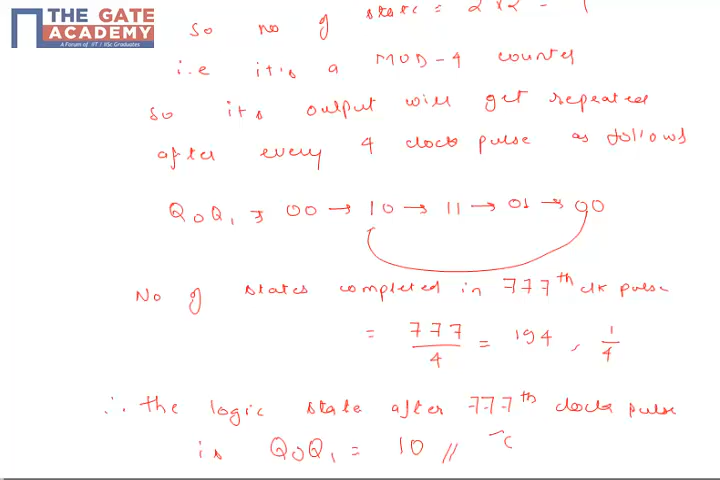 THE GATE
ACADEMY
A Forum of IIT / IISc Graduates
so no of state = 2 x 2 =
i.e it's a MOD-4 counter
so its output will get repeated
after every 4 clock pulse as follows
Q0Q1 ⇒ 00 → 10 → 11 → 01 → 00
No of states completed in 777th clk pulse
= 777/4 = 194, 1/4
∴ the logic state after 777th clock pulse
is Q0Q1 = 10 //